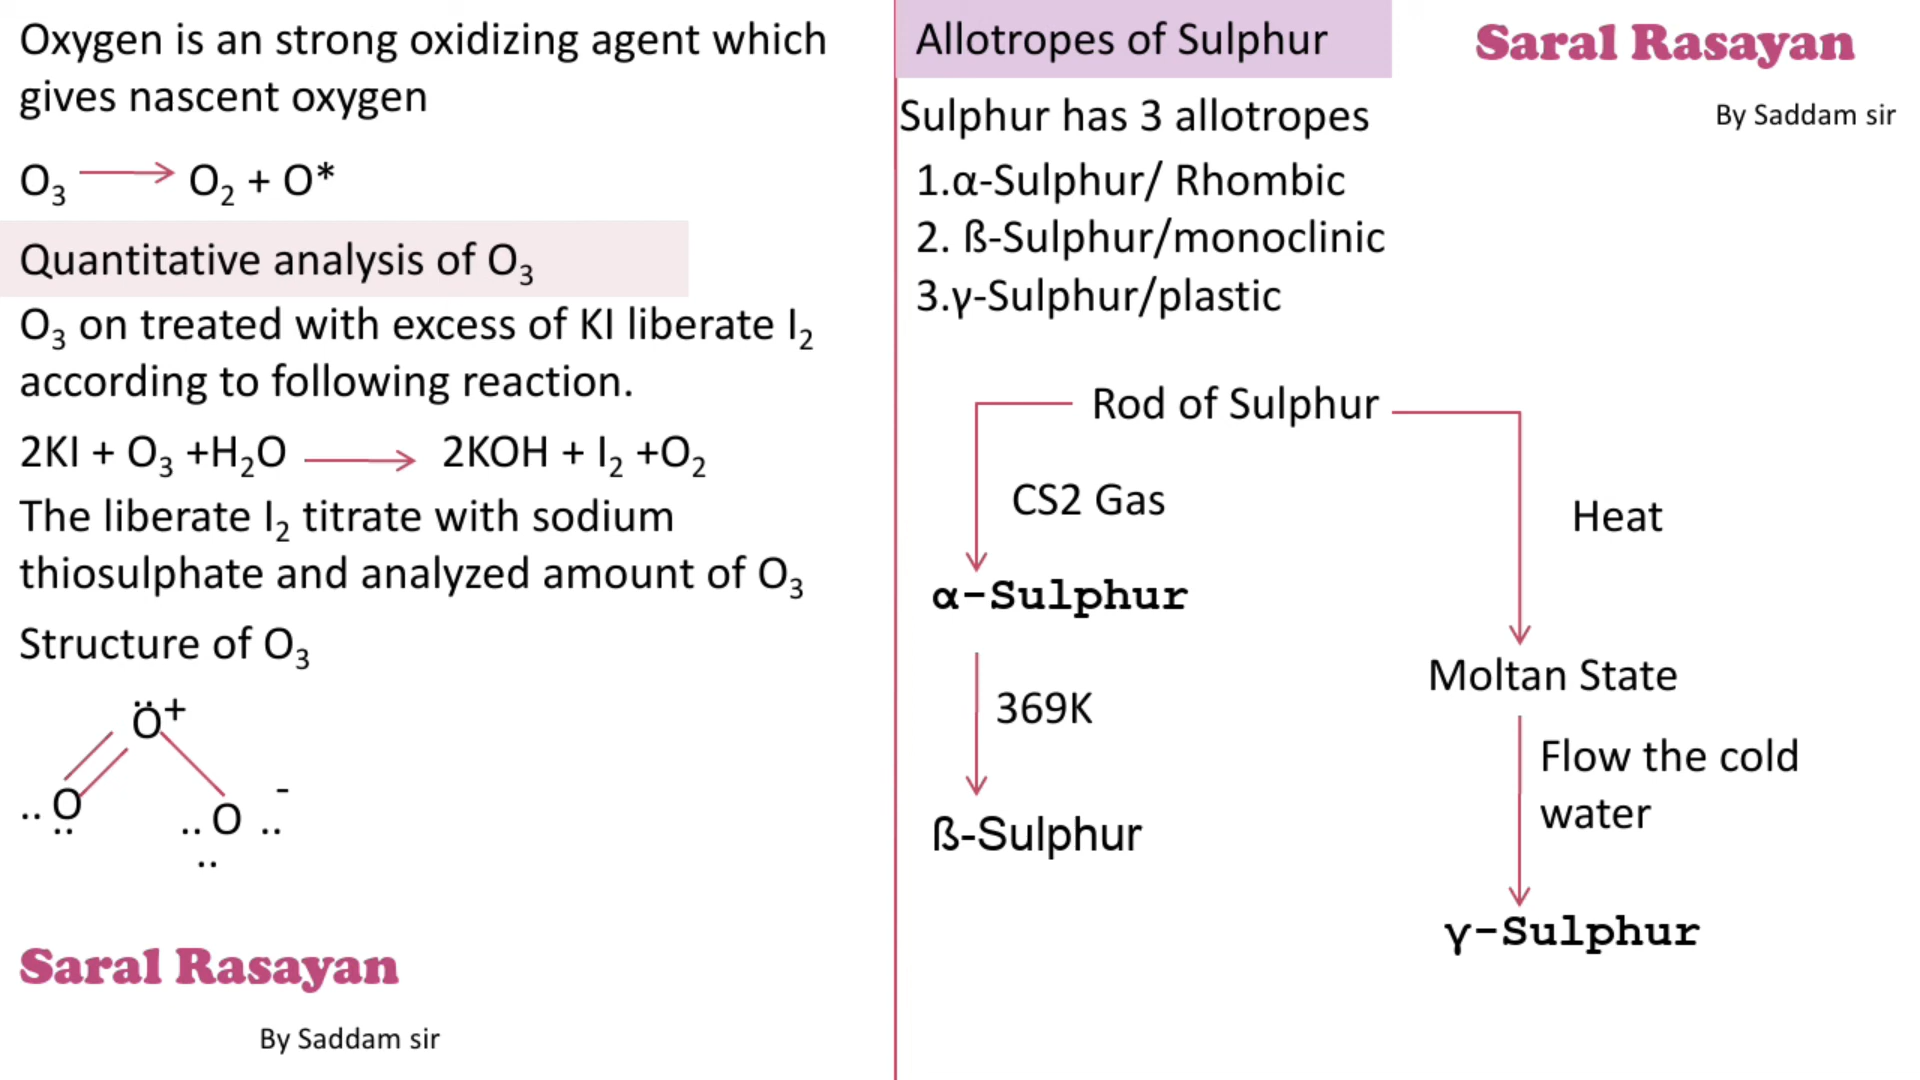 Oxygen is an strong oxidizing agent which
gives nascent oxygen
O₃ ⟶ O₂ + O*
Quantitative analysis of O₃
O₃ on treated with excess of KI liberate I₂
according to following reaction.
2KI + O₃ +H₂O ⟶ 2KOH + I₂ +O₂
The liberate I₂ titrate with sodium
thiosulphate and analyzed amount of O₃
Structure of O₃
O+
O
O -
Saral Rasayan
By Saddam sir
Allotropes of Sulphur
Saral Rasayan
By Saddam sir
Sulphur has 3 allotropes
1.α-Sulphur/ Rhombic
2. ß-Sulphur/monoclinic
3.γ-Sulphur/plastic
Rod of Sulphur
CS2 Gas
α-Sulphur
369K
ß-Sulphur
Heat
Moltan State
Flow the cold
water
γ-Sulphur